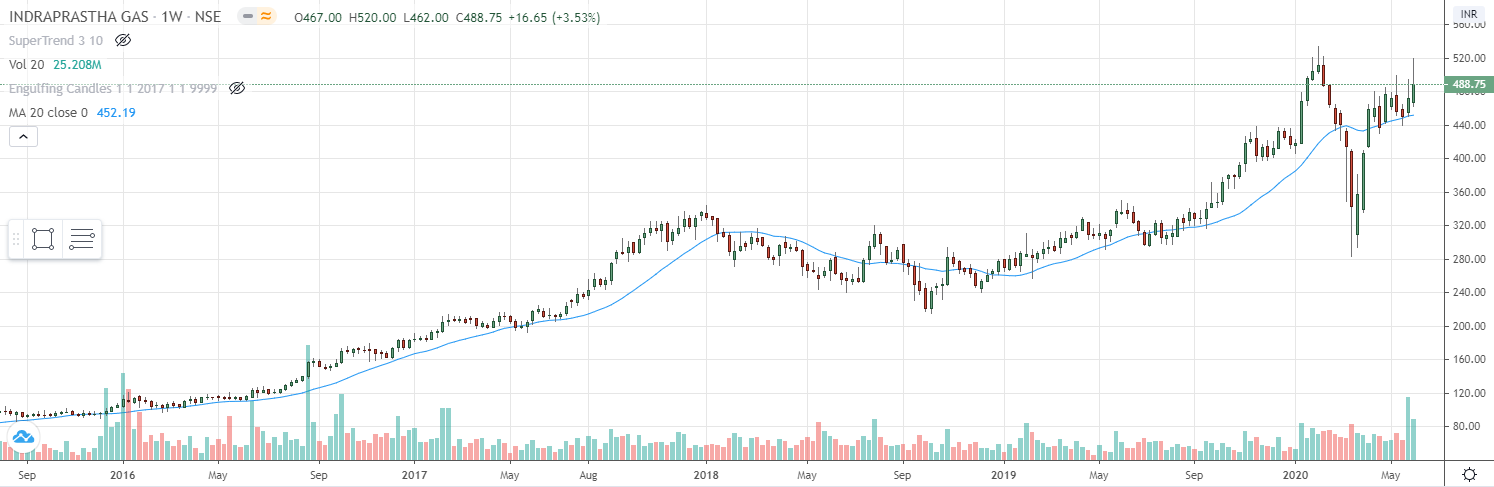 INDRAPRASTHA GAS · 1W · NSE O467.00 H520.00 L462.00 C488.75 +16.65 (+3.53%)
INR
SuperTrend 3 10
Vol 20 25.208M
Engulfing Candles 1 1 2017 1 1 9999
MA 20 close 0 452.19
560.00
520.00
488.75
480.00
440.00
400.00
360.00
320.00
280.00
240.00
200.00
160.00
120.00
80.00
Sep 2016 May Sep 2017 May Aug 2018 May Sep 2019 May Sep 2020 May